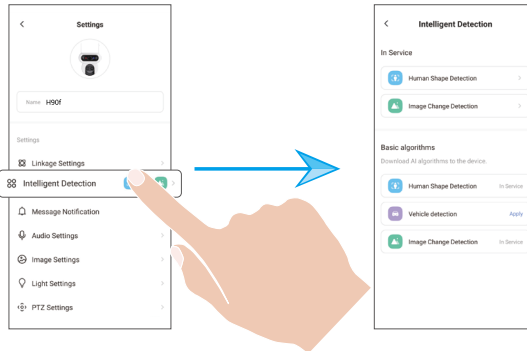 Settings
Name H90f
Settings
Linkage Settings
Intelligent Detection
Message Notification
Audio Settings
Image Settings
Light Settings
PTZ Settings
Intelligent Detection
In Service
Human Shape Detection
Image Change Detection
Basic algorithms
Download AI algorithms to the device.
Human Shape Detection In Service
Vehicle detection Apply
Image Change Detection In Service